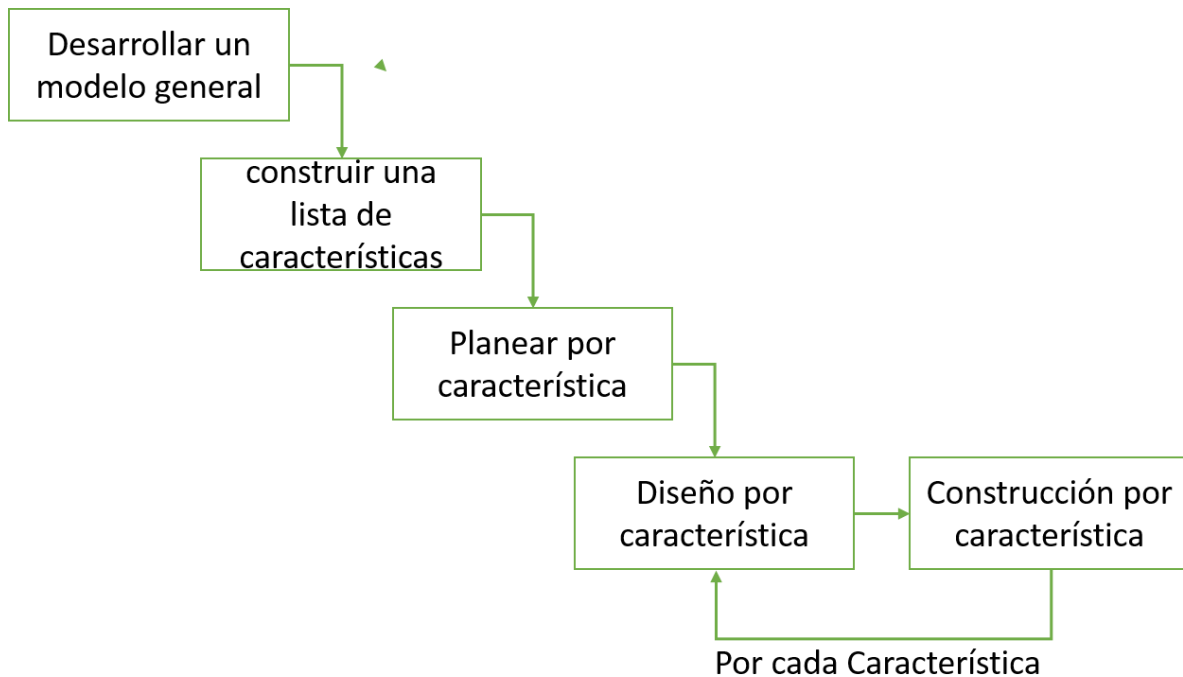 Desarrollar un
modelo general
construir una
lista de
características
Planear por
característica
Diseño por
característica
Construcción por
característica
Por cada Característica